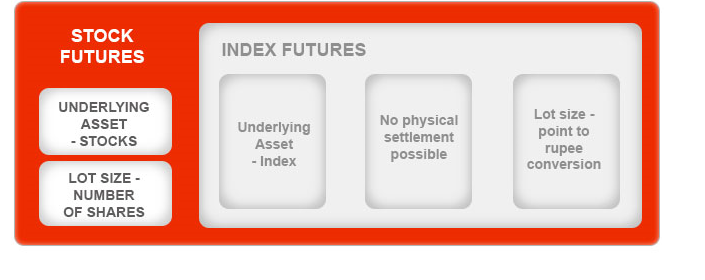 STOCK
FUTURES
UNDERLYING
ASSET
- STOCKS
LOT SIZE -
NUMBER
OF SHARES
INDEX FUTURES
Underlying
Asset
- Index
No physical
settlement
possible
Lot size -
point to
rupee
conversion